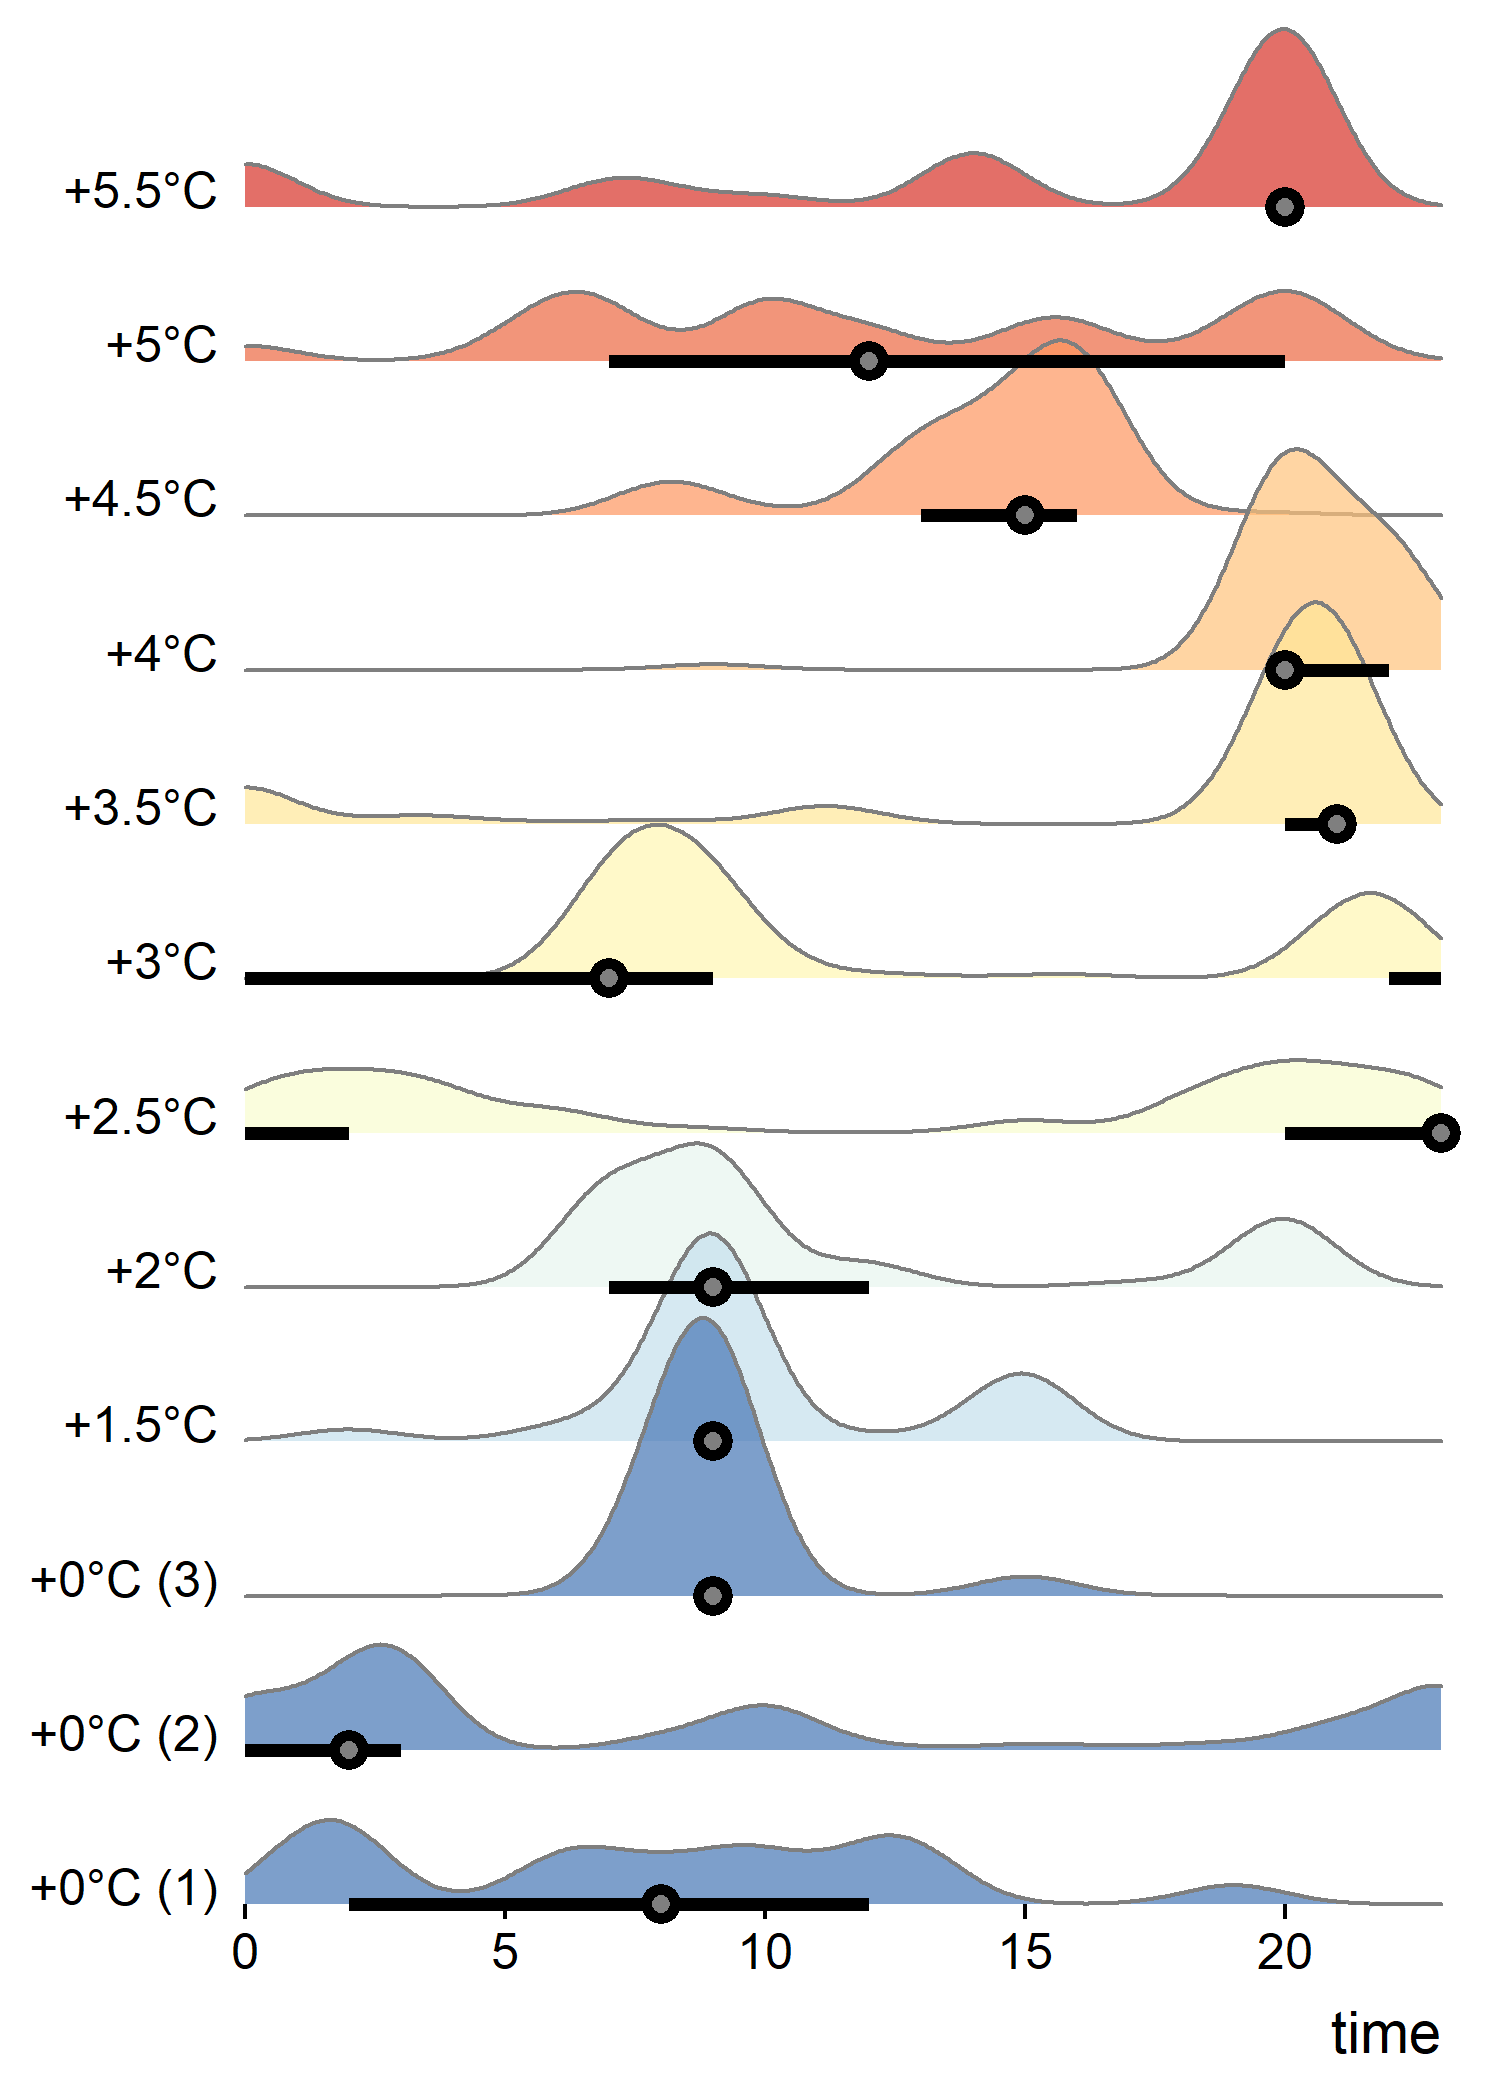 +5.5°C
+5°C
+4.5°C
+4°C
+3.5°C
+3°C
+2.5°C
+2°C
+1.5°C
+0°C (3)
+0°C (2)
+0°C (1)
0 5 10 15 20
time